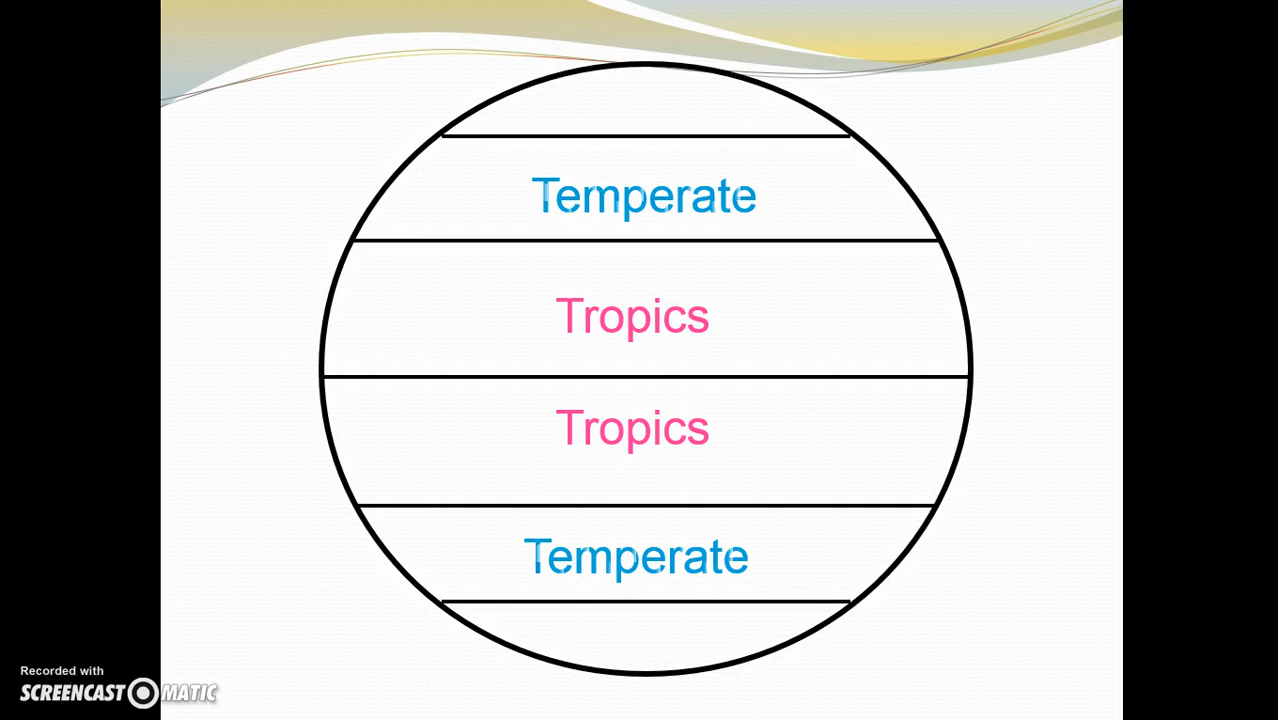 Temperate
Tropics
Tropics
Temperate
Recorded with
SCREENCAST MATIC